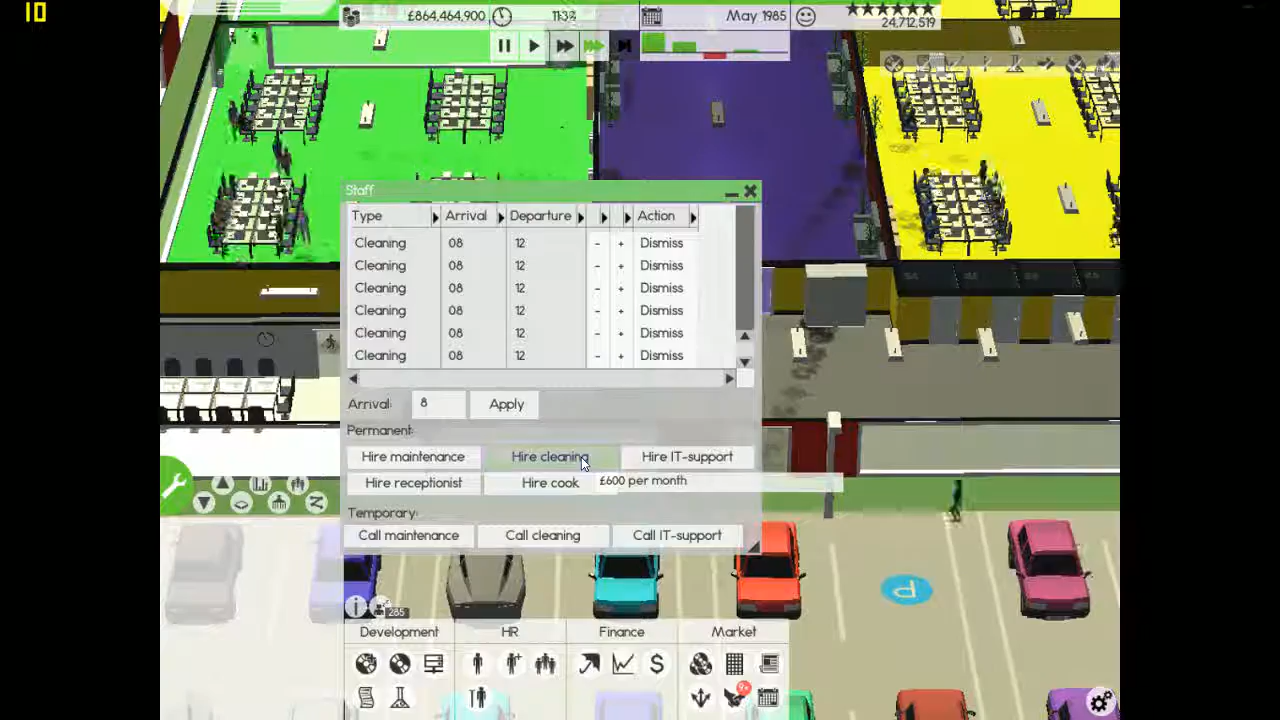 10
£864,464,900
11:32
May 1985
24,712,519
Staff
Type Arrival Departure Action
Cleaning 08 12 - + Dismiss
Cleaning 08 12 - + Dismiss
Cleaning 08 12 - + Dismiss
Cleaning 08 12 - + Dismiss
Cleaning 08 12 - + Dismiss
Cleaning 08 12 - + Dismiss
Arrival: 8 Apply
Permanent:
Hire maintenance Hire cleaning Hire IT-support
Hire receptionist Hire cook £600 per month
Temporary:
Call maintenance Call cleaning Call IT-support
P
285
Development HR Finance Market
9+